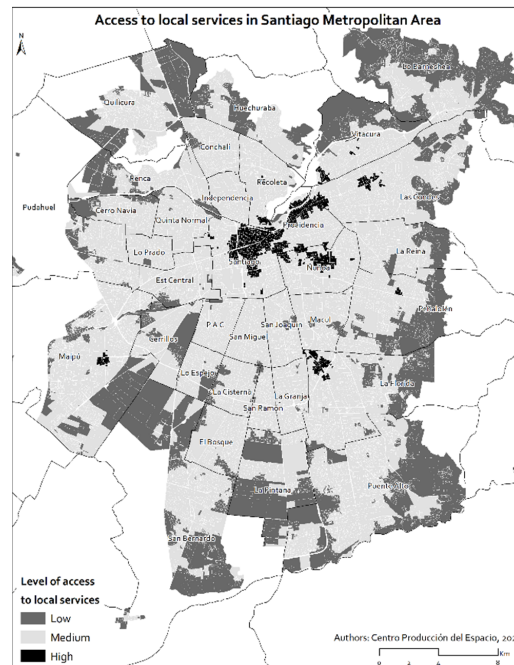 Access to local services in Santiago Metropolitan Area
N
Lo Barnechea
Quilicura
Huechuraba
Vitacura
Conchalí
Renca
Recoleta
Pudahuel
Independencia
Las Condes
Cerro Navia
Quinta Normal
Providencia
Lo Prado
Santiago
Ñuñoa
La Reina
Est Central
Peñalolén
P A C
San Joaquín
Macul
Cerrillos
San Migue
Maipú
Lo Espejo
La Florida
La Cisterna
La Granja
San Ramón
El Bosque
La Pintana
Puente Alto
San Bernardo
Level of access
to local services
Low
Medium
High
Authors: Centro Producción del Espacio, 202
Km
0 2 4 8